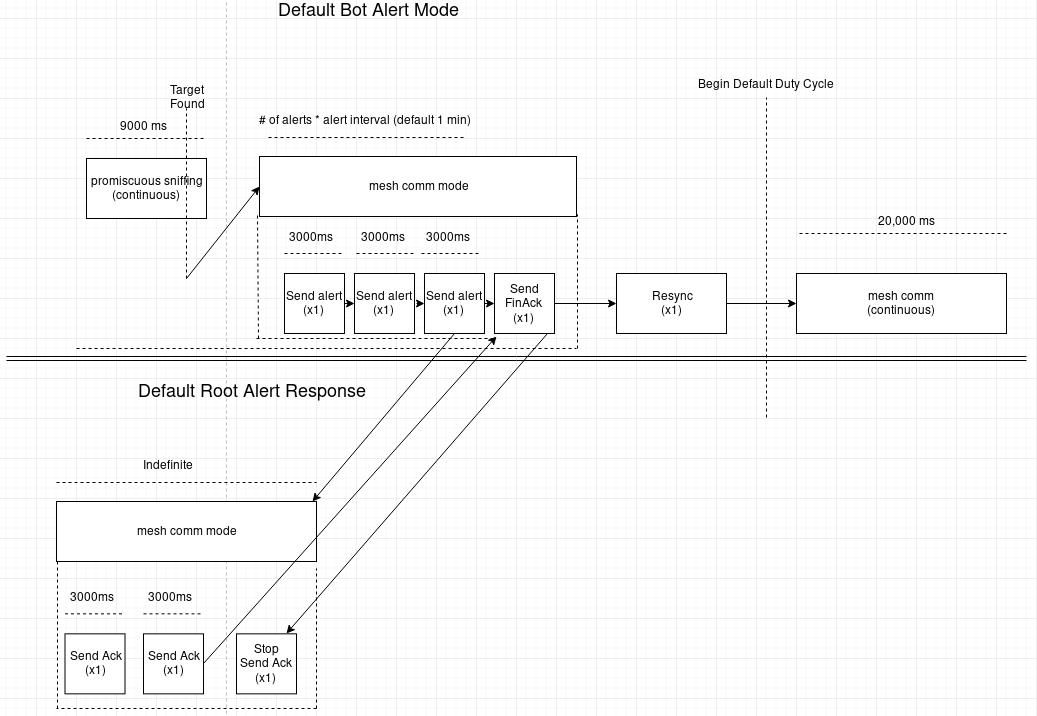 Default Bot Alert Mode
Target
Found
Begin Default Duty Cycle
9000 ms
# of alerts * alert interval (default 1 min)
promiscuous sniffing
(continuous)
mesh comm mode
20,000 ms
3000ms
3000ms
3000ms
Send alert
(x1)
Send alert
(x1)
Send alert
(x1)
Send
FinAck
(x1)
Resync
(x1)
mesh comm
(continuous)
Default Root Alert Response
Indefinite
mesh comm mode
3000ms
3000ms
Send Ack
(x1)
Send Ack
(x1)
Stop
Send Ack
(x1)